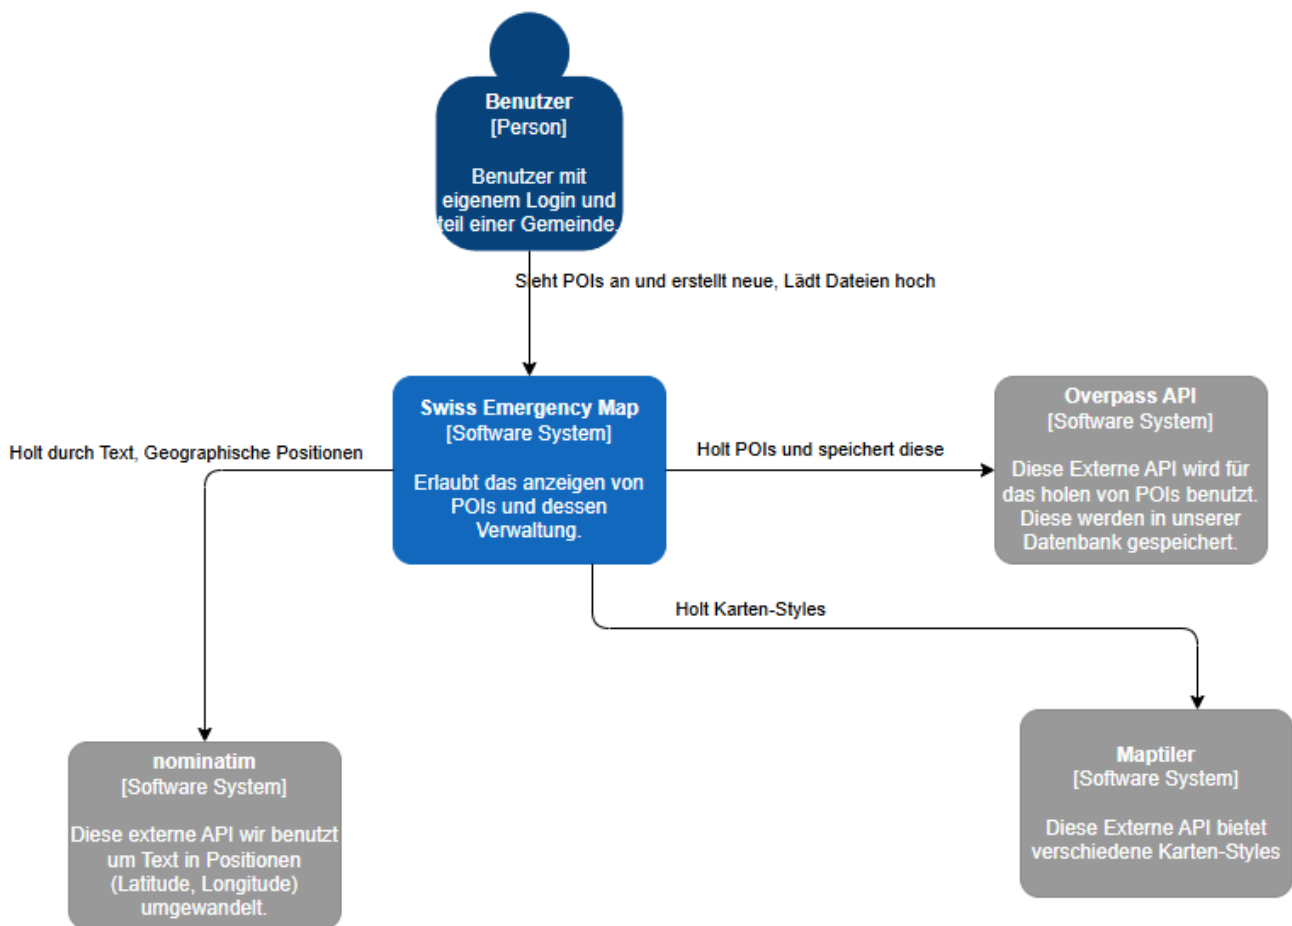 Benutzer
[Person]
Benutzer mit
eigenem Login und
teil einer Gemeinde.
Sieht POIs an und erstellt neue, Lädt Dateien hoch
Swiss Emergency Map
[Software System]
Erlaubt das anzeigen von
POIs und dessen
Verwaltung.
Holt durch Text, Geographische Positionen
Holt POIs und speichert diese
Overpass API
[Software System]
Diese Externe API wird für
das holen von POIs benutzt.
Diese werden in unserer
Datenbank gespeichert.
Holt Karten-Styles
nominatim
[Software System]
Diese externe API wir benutzt
um Text in Positionen
(Latitude, Longitude)
umgewandelt.
Maptiler
[Software System]
Diese Externe API bietet
verschiedene Karten-Styles